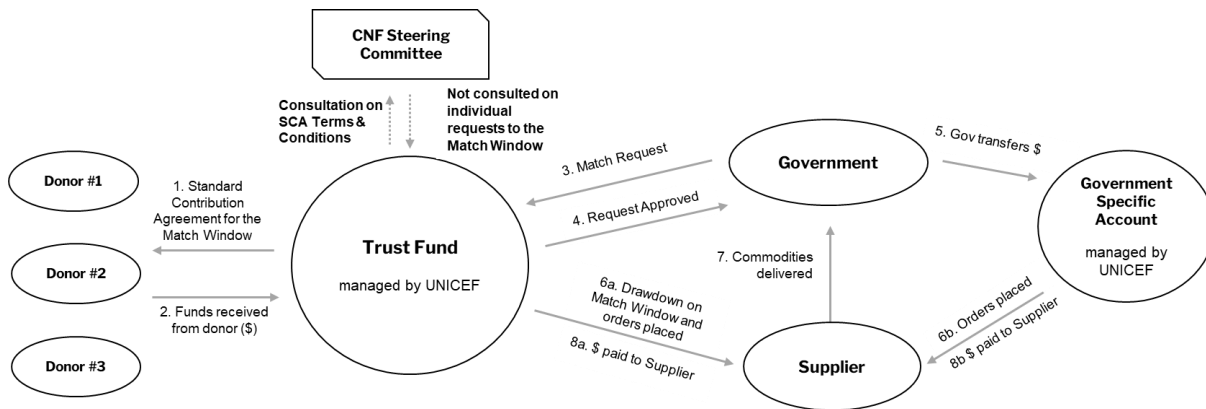 CNF Steering
Committee
Consultation on
SCA Terms &
Conditions
Not consulted on
individual
requests to the
Match Window
Donor #1
Donor #2
Donor #3
1. Standard
Contribution
Agreement for the
Match Window
2. Funds received
from donor ($)
Trust Fund
managed by UNICEF
3. Match Request
4. Request Approved
Government
5. Gov transfers $
Government
Specific
Account
managed by
UNICEF
6a. Drawdown on
Match Window and
orders placed
8a. $ paid to Supplier
7. Commodities
delivered
Supplier
6b. Orders placed
8b $ paid to Supplier